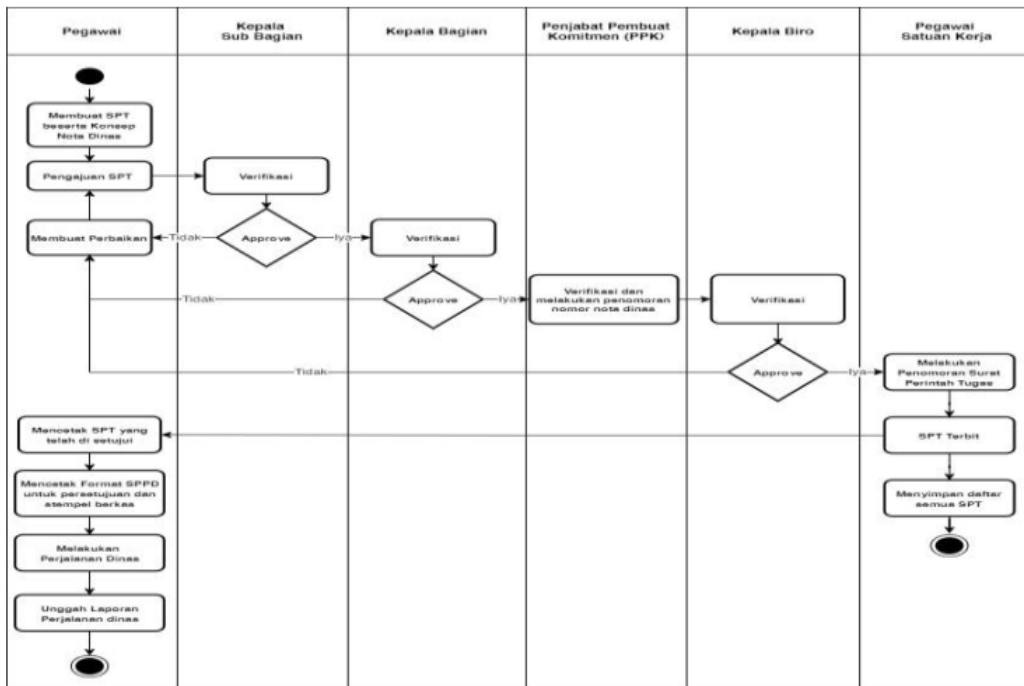 Pegawai
Kepala
Sub Bagian
Kepala Bagian
Penjabat Pembuat
Komitmen (PPK)
Kepala Biro
Pegawai
Satuan Kerja
Membuat SPT
beserta Konsep
Nota Dinas
Pengajuan SPT
Verifikasi
Membuat Perbaikan
Tidak
Approve
Iya
Verifikasi
Tidak
Approve
Iya
Verifikasi dan
melakukan penomoran
nomor nota dinas
Verifikasi
Tidak
Approve
Iya
Melakukan
Penomoran Surat
Perintah Tugas
Mencetak SPT yang
telah di setujui
SPT Terbit
Mencetak Format SPPD
untuk persetujuan dan
stempel berkas
Menyimpan daftar
semua SPT
Melakukan
Perjalanan Dinas
Unggah Laporan
Perjalanan dinas